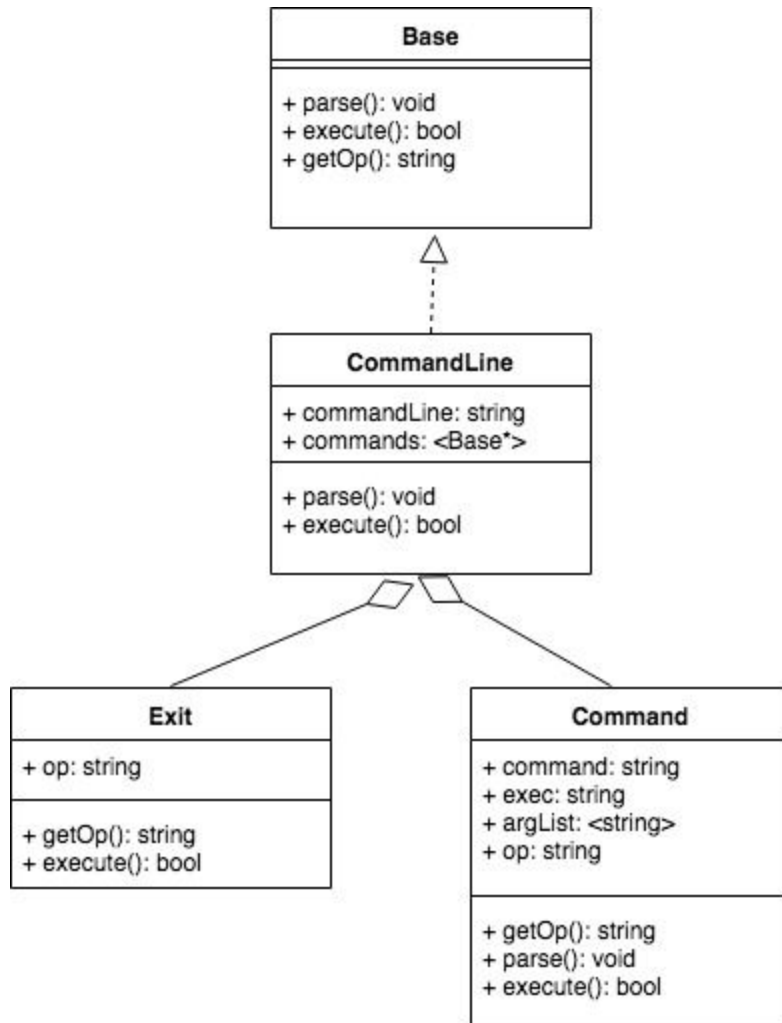 Base
+ parse(): void
+ execute(): bool
+ getOp(): string
CommandLine
+ commandLine: string
+ commands: <Base*>
+ parse(): void
+ execute(): bool
Exit
+ op: string
+ getOp(): string
+ execute(): bool
Command
+ command: string
+ exec: string
+ argList: <string>
+ op: string
+ getOp(): string
+ parse(): void
+ execute(): bool